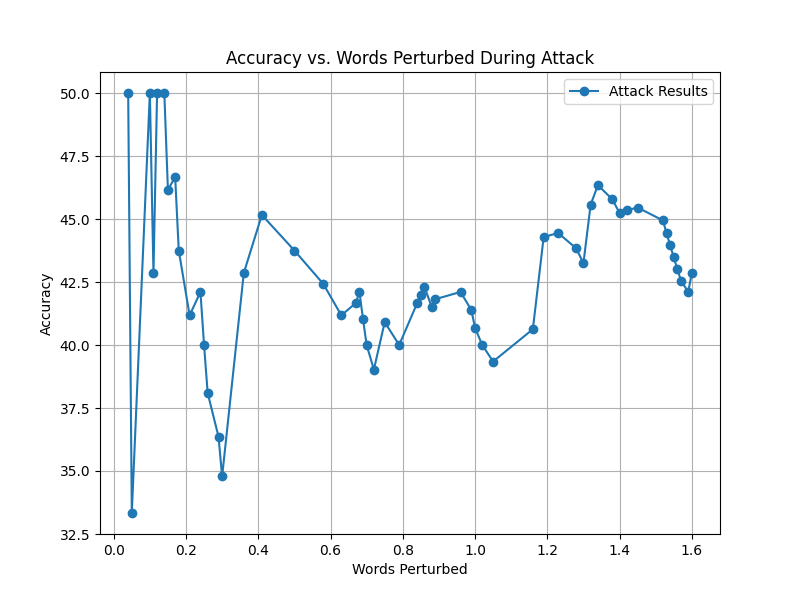 Accuracy vs. Words Perturbed During Attack
Attack Results
50.0
47.5
45.0
42.5
40.0
37.5
35.0
32.5
Accuracy
0.0 0.2 0.4 0.6 0.8 1.0 1.2 1.4 1.6
Words Perturbed